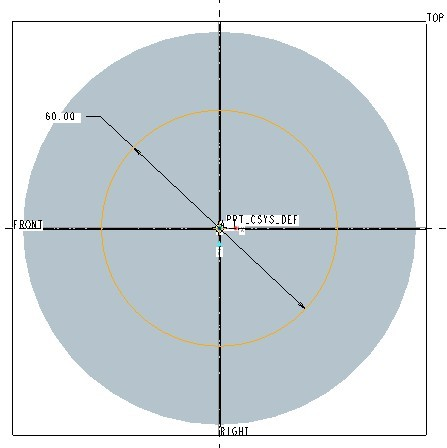 TOP
60.00
PRT_CSYS_DEF
FRONT
RIGHT